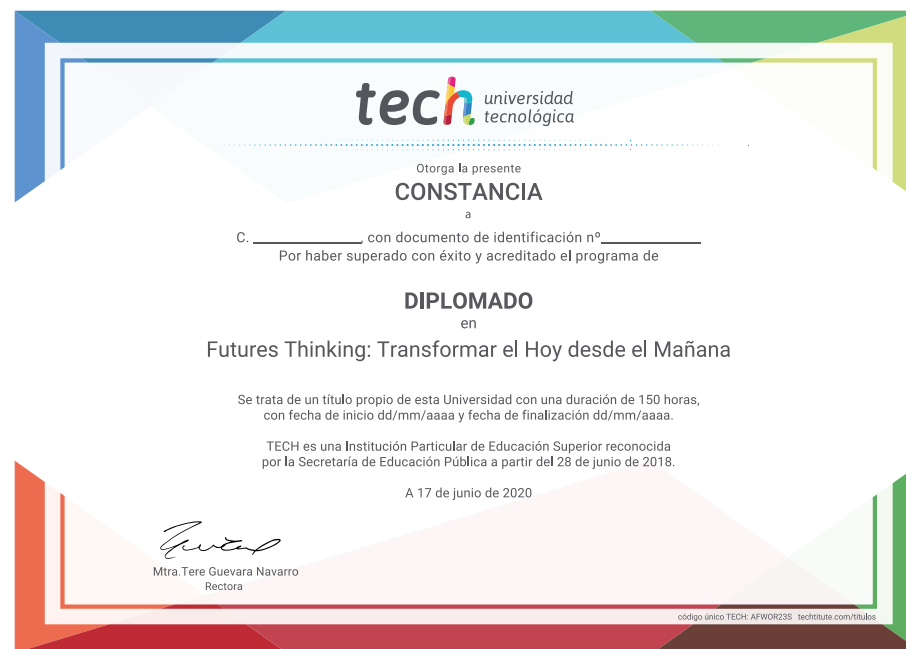 tech universidad
tecnológica
Otorga la presente
CONSTANCIA
a
C. ____________, con documento de identificación nº____________
Por haber superado con éxito y acreditado el programa de
DIPLOMADO
en
Futures Thinking: Transformar el Hoy desde el Mañana
Se trata de un título propio de esta Universidad con una duración de 150 horas,
con fecha de inicio dd/mm/aaaa y fecha de finalización dd/mm/aaaa.
TECH es una Institución Particular de Educación Superior reconocida
por la Secretaría de Educación Pública a partir del 28 de junio de 2018.
A 17 de junio de 2020
Mtra.Tere Guevara Navarro
Rectora
código único TECH: AFWOR23S techtitute.com/titulos